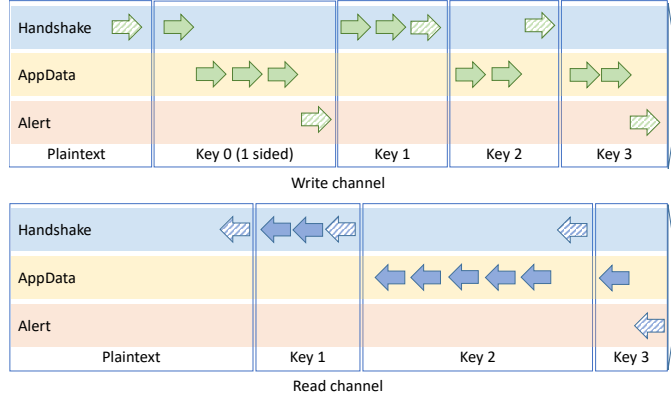 Handshake
AppData
Alert
Plaintext Key 0 (1 sided) Key 1 Key 2 Key 3
Write channel
Handshake
AppData
Alert
Plaintext Key 1 Key 2 Key 3
Read channel